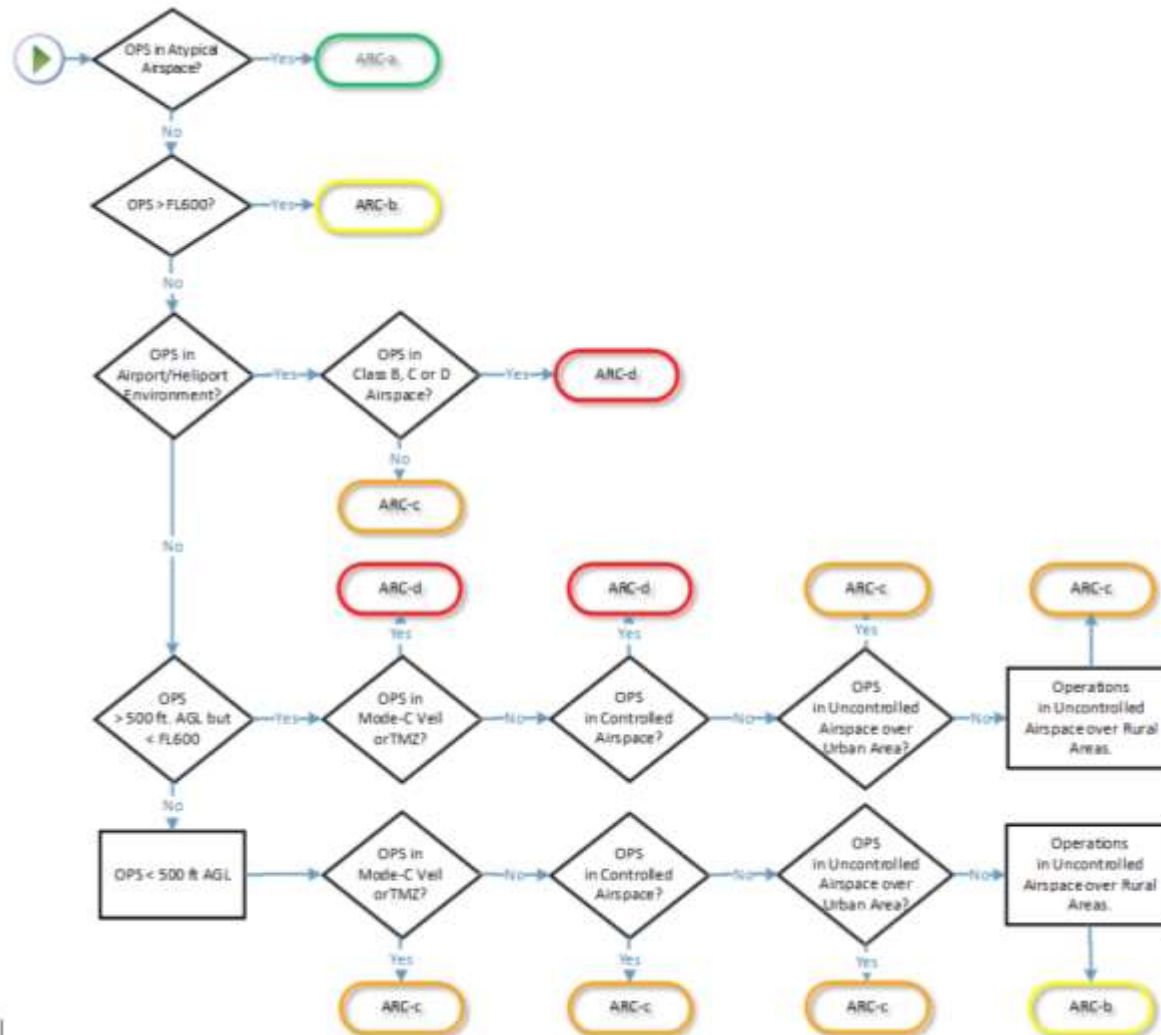 OPS in Atypical
Airspace?
Yes
ARC-a
No
OPS > FL600?
Yes
ARC-b
No
OPS in
Airport/Heliport
Environment?
Yes
OPS in
Class B, C or D
Airspace?
Yes
ARC-d
No
ARC-c
No
ARC-d
ARC-d
ARC-c
ARC-c
Yes
Yes
Yes
OPS
> 500 ft. AGL but
< FL600
Yes
OPS in
Mode-C Veil
orTMZ?
No
OPS
in Controlled
Airspace?
No
OPS
in Uncontrolled
Airspace over
Urban Area?
No
Operations
in Uncontrolled
Airspace over Rural
Areas.
No
OPS < 500 ft AGL
OPS in
Mode-C Veil
orTMZ?
No
OPS
in Controlled
Airspace?
No
OPS
in Uncontrolled
Airspace over
Urban Area?
No
Operations
in Uncontrolled
Airspace over Rural
Areas.
Yes
Yes
Yes
ARC-c
ARC-c
ARC-c
ARC-b